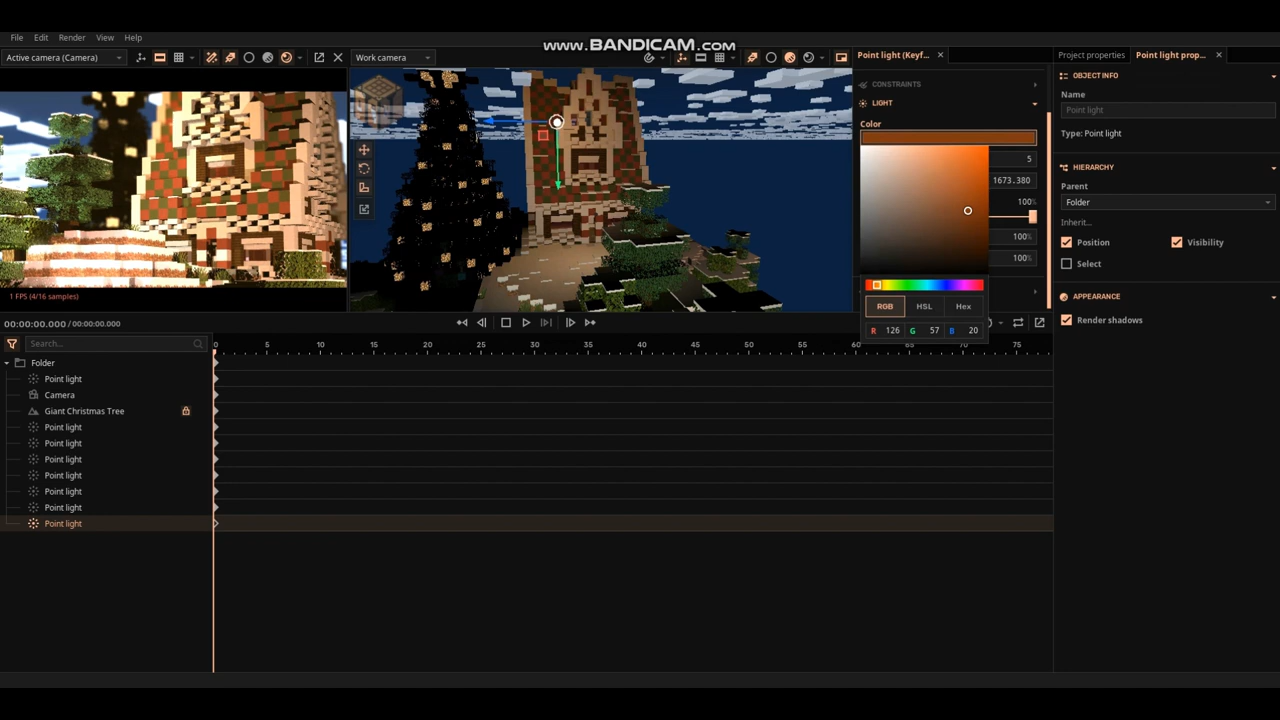 www.BANDICAM.com
File Edit Render View Help
Active camera (Camera)
Work camera
Point light (Keyf...
Project properties
Point light prop...
CONSTRAINTS
LIGHT
Color
5
1673.380
100%
100%
100%
RGB HSL Hex
R 126 G 57 B 20
OBJECT INFO
Name
Point light
Type: Point light
HIERARCHY
Parent
Folder
Inherit...
Position
Visibility
Select
APPEARANCE
Render shadows
1 FPS (4/16 samples)
00:00:00.000 / 00:00:00.000
Search...
0 5 10 15 20 25 30 35 40 45 50 55 60 65 70 75
Folder
Point light
Camera
Giant Christmas Tree
Point light
Point light
Point light
Point light
Point light
Point light
Point light